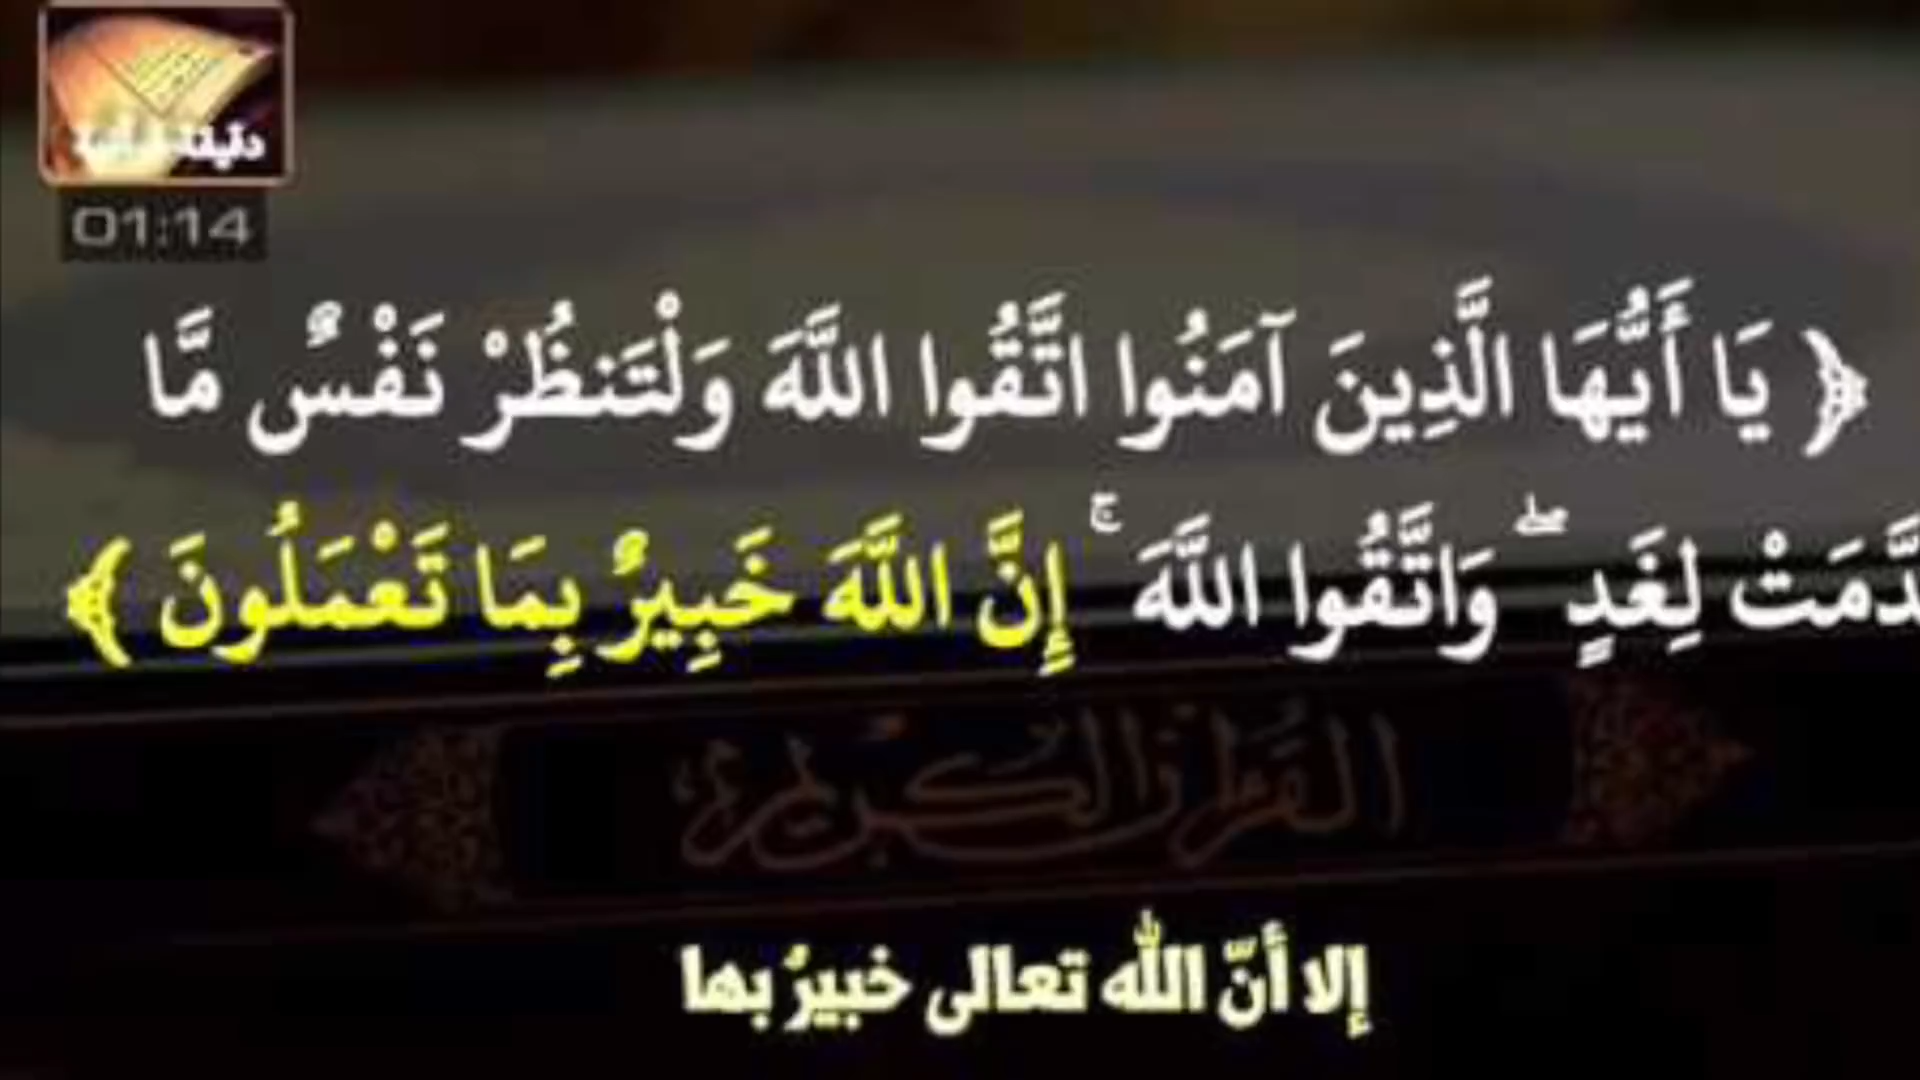 دقيقة
01:14
﴿ يَا أَيُّهَا الَّذِينَ آمَنُوا اتَّقُوا اللَّهَ وَلْتَنظُرْ نَفْسٌ مَّا
دَّمَتْ لِغَدٍ ۖ وَاتَّقُوا اللَّهَ ۚ إِنَّ اللَّهَ خَبِيرٌ بِمَا تَعْمَلُونَ ﴾
القرآن الكريم
إلا أنّ الله تعالى خبيرُ بها